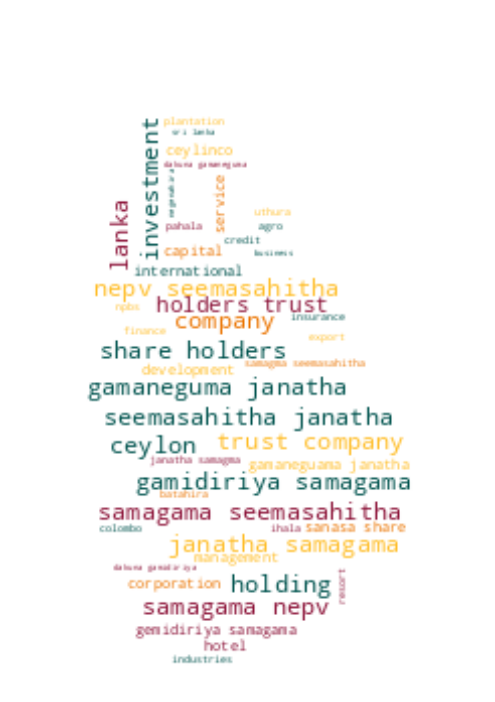 plantation
sri lanka
investment
ceylinco
dakuna gamaneguma
service
lanka
uthura
pahala
agro
credit
capital
business
international
nepv seemasahitha
holders trust
npbs
company
insurance
finance
export
share holders
samagma seemasahitha
development
gamaneguma janatha
seemasahitha janatha
ceylon
trust company
janatha samagma
gamaneguama janatha
gamidiriya samagama
batahira
samagama seemasahitha
colombo
ihala
sanasa share
janatha samagama
management
dakuna gamidiriya
corporation
holding
resort
samagama nepv
gemidiriya samagama
hotel
industries